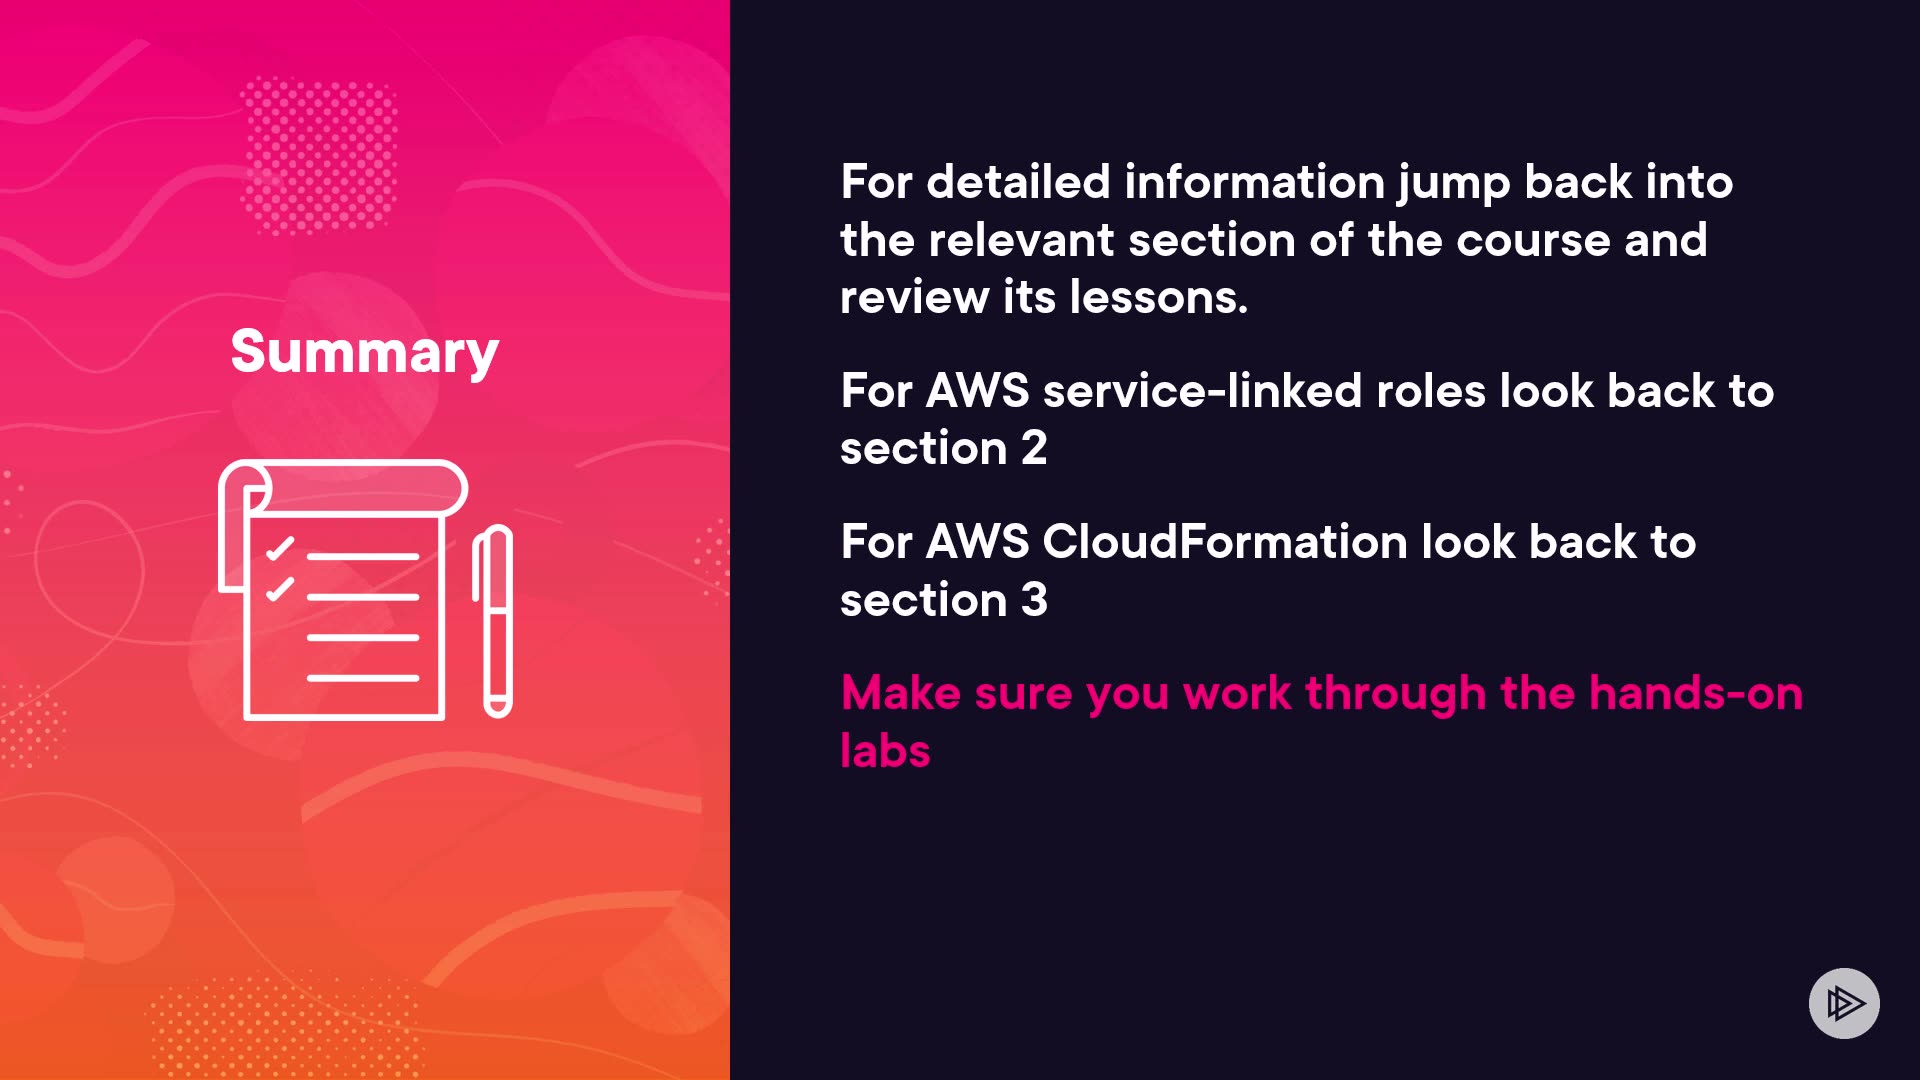 Summary
For detailed information jump back into
the relevant section of the course and
review its lessons.
For AWS service-linked roles look back to
section 2
For AWS CloudFormation look back to
section 3
Make sure you work through the hands-on
labs